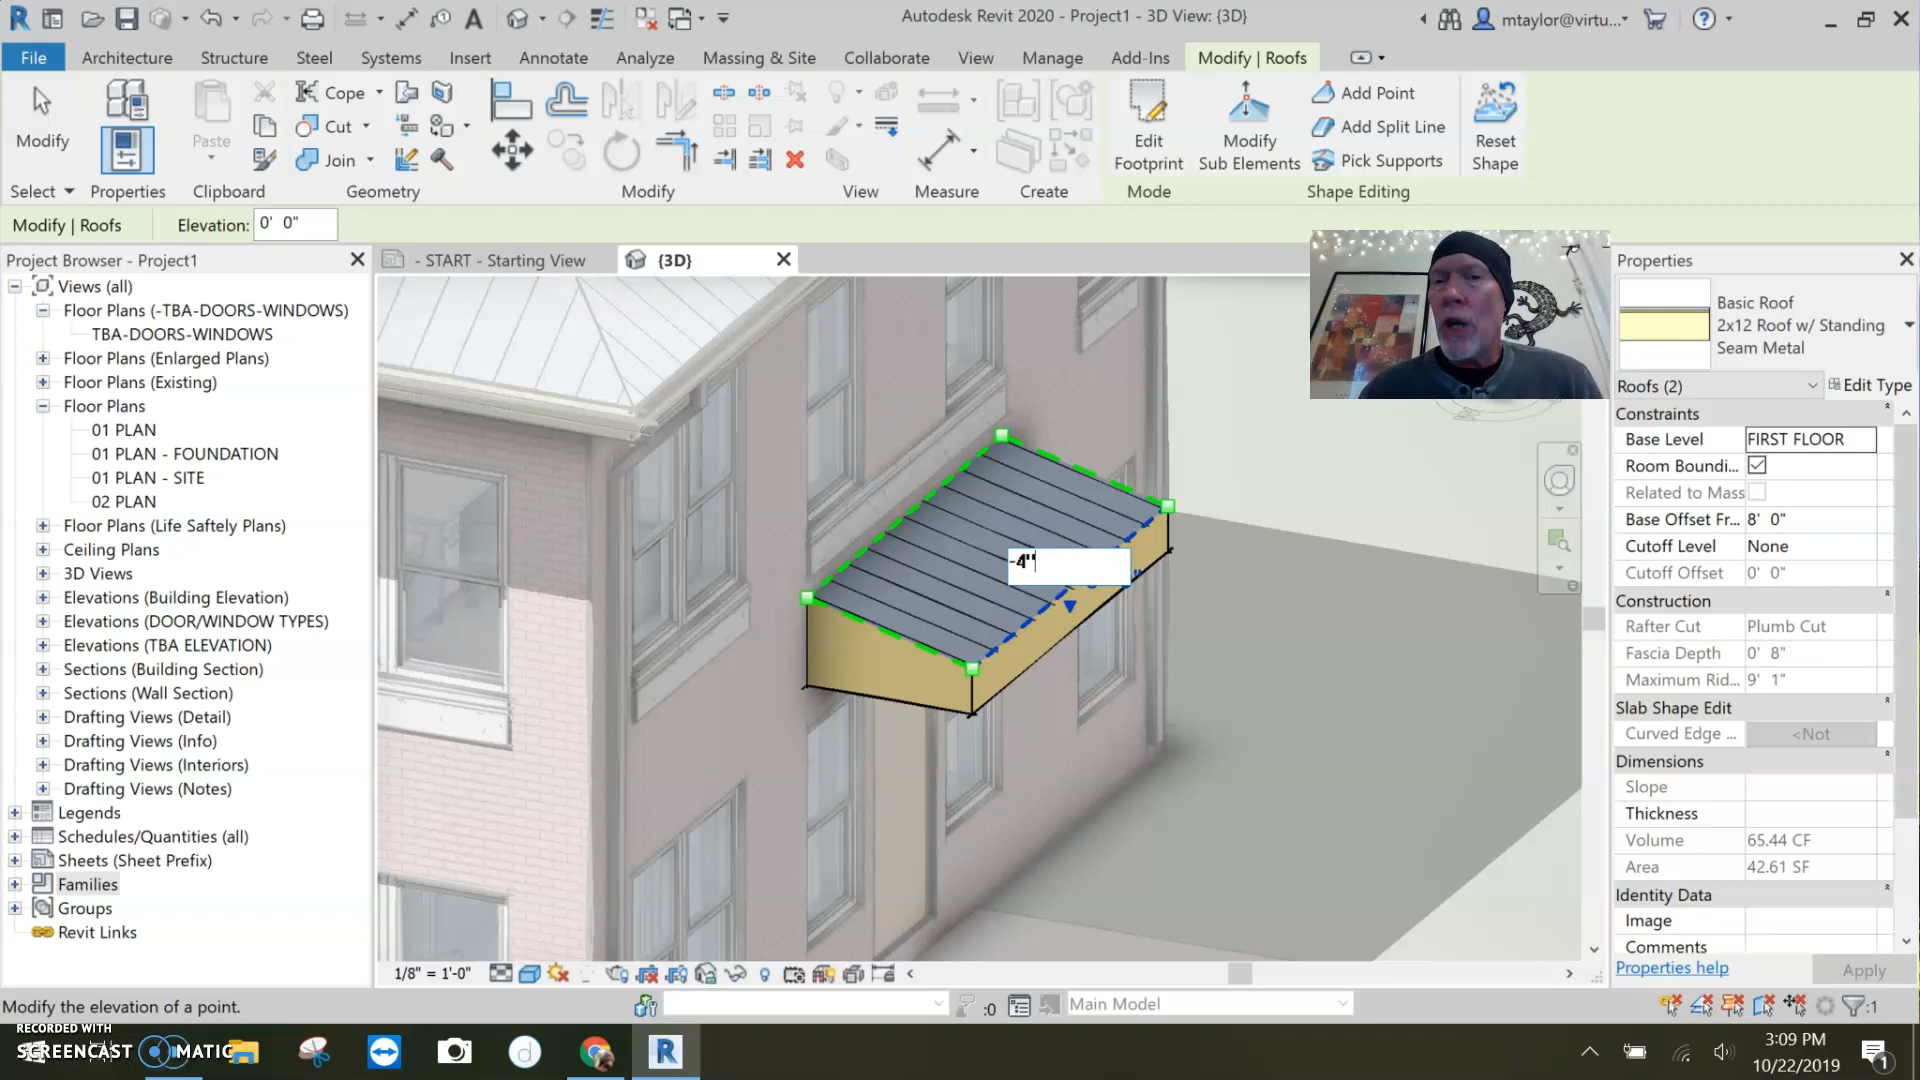 Autodesk Revit 2020 - Project1 - 3D View: {3D}
mtaylor@virtu...
File
Architecture
Structure
Steel
Systems
Insert
Annotate
Analyze
Massing & Site
Collaborate
View
Manage
Add-Ins
Modify | Roofs
Modify
Paste
Cope
Cut
Join
Edit
Footprint
Modify
Sub Elements
Add Point
Add Split Line
Pick Supports
Reset
Shape
Select
Properties
Clipboard
Geometry
Modify
View
Measure
Create
Mode
Shape Editing
Modify | Roofs
Elevation:
0'  0"
Project Browser - Project1
- START - Starting View
{3D}
Views (all)
Floor Plans (-TBA-DOORS-WINDOWS)
TBA-DOORS-WINDOWS
Floor Plans (Enlarged Plans)
Floor Plans (Existing)
Floor Plans
01 PLAN
01 PLAN - FOUNDATION
01 PLAN - SITE
02 PLAN
Floor Plans (Life Saftely Plans)
Ceiling Plans
3D Views
Elevations (Building Elevation)
Elevations (DOOR/WINDOW TYPES)
Elevations (TBA ELEVATION)
Sections (Building Section)
Sections (Wall Section)
Drafting Views (Detail)
Drafting Views (Info)
Drafting Views (Interiors)
Drafting Views (Notes)
Legends
Schedules/Quantities (all)
Sheets (Sheet Prefix)
Families
Groups
Revit Links
-4"
Properties
Basic Roof
2x12 Roof w/ Standing
Seam Metal
Roofs (2)
Edit Type
Constraints
Base Level
FIRST FLOOR
Room Boundi...
Related to Mass
Base Offset Fr...
8'  0"
Cutoff Level
None
Cutoff Offset
0'  0"
Construction
Rafter Cut
Plumb Cut
Fascia Depth
0'  8"
Maximum Rid...
9'  1"
Slab Shape Edit
Curved Edge ...
<Not
Dimensions
Slope
Thickness
Volume
65.44 CF
Area
42.61 SF
Identity Data
Image
Comments
Properties help
Apply
1/8" = 1'-0"
Modify the elevation of a point.
:0
Main Model
:1
RECORDED WITH
SCREENCAST MATIC
3:09 PM
10/22/2019
1